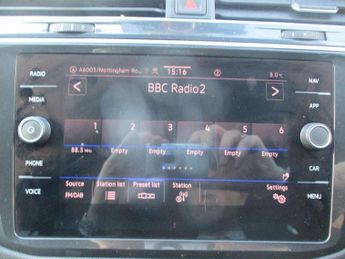 A6003/Nottingham Ro..
15:16
2
8.0°C
RADIO
MEDIA
PHONE
VOICE
NAV
APP
CAR
MENU
< BBC Radio2 >
1 2 3 4 5 6
88.3 MHz Empty Empty Empty Empty Empty
Source Station list Preset list Station Settings
FM/DAB